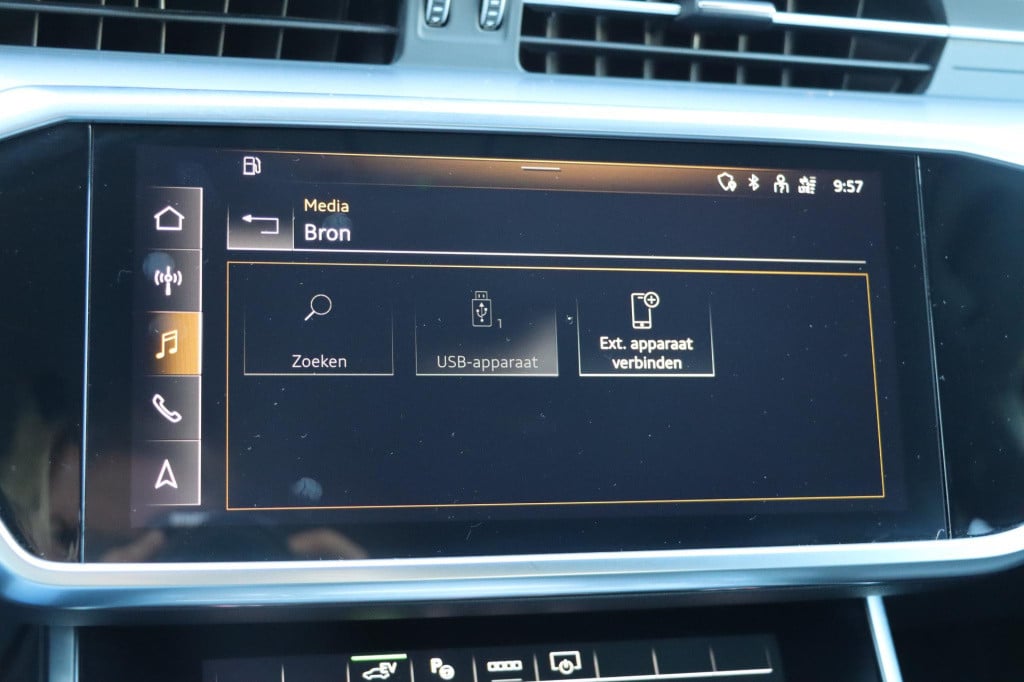 9:57
Media
Bron
Zoeken
1
USB-apparaat
Ext. apparaat
verbinden
EV
P